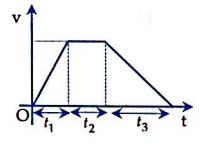 v
O t₁ t₂ t₃ t